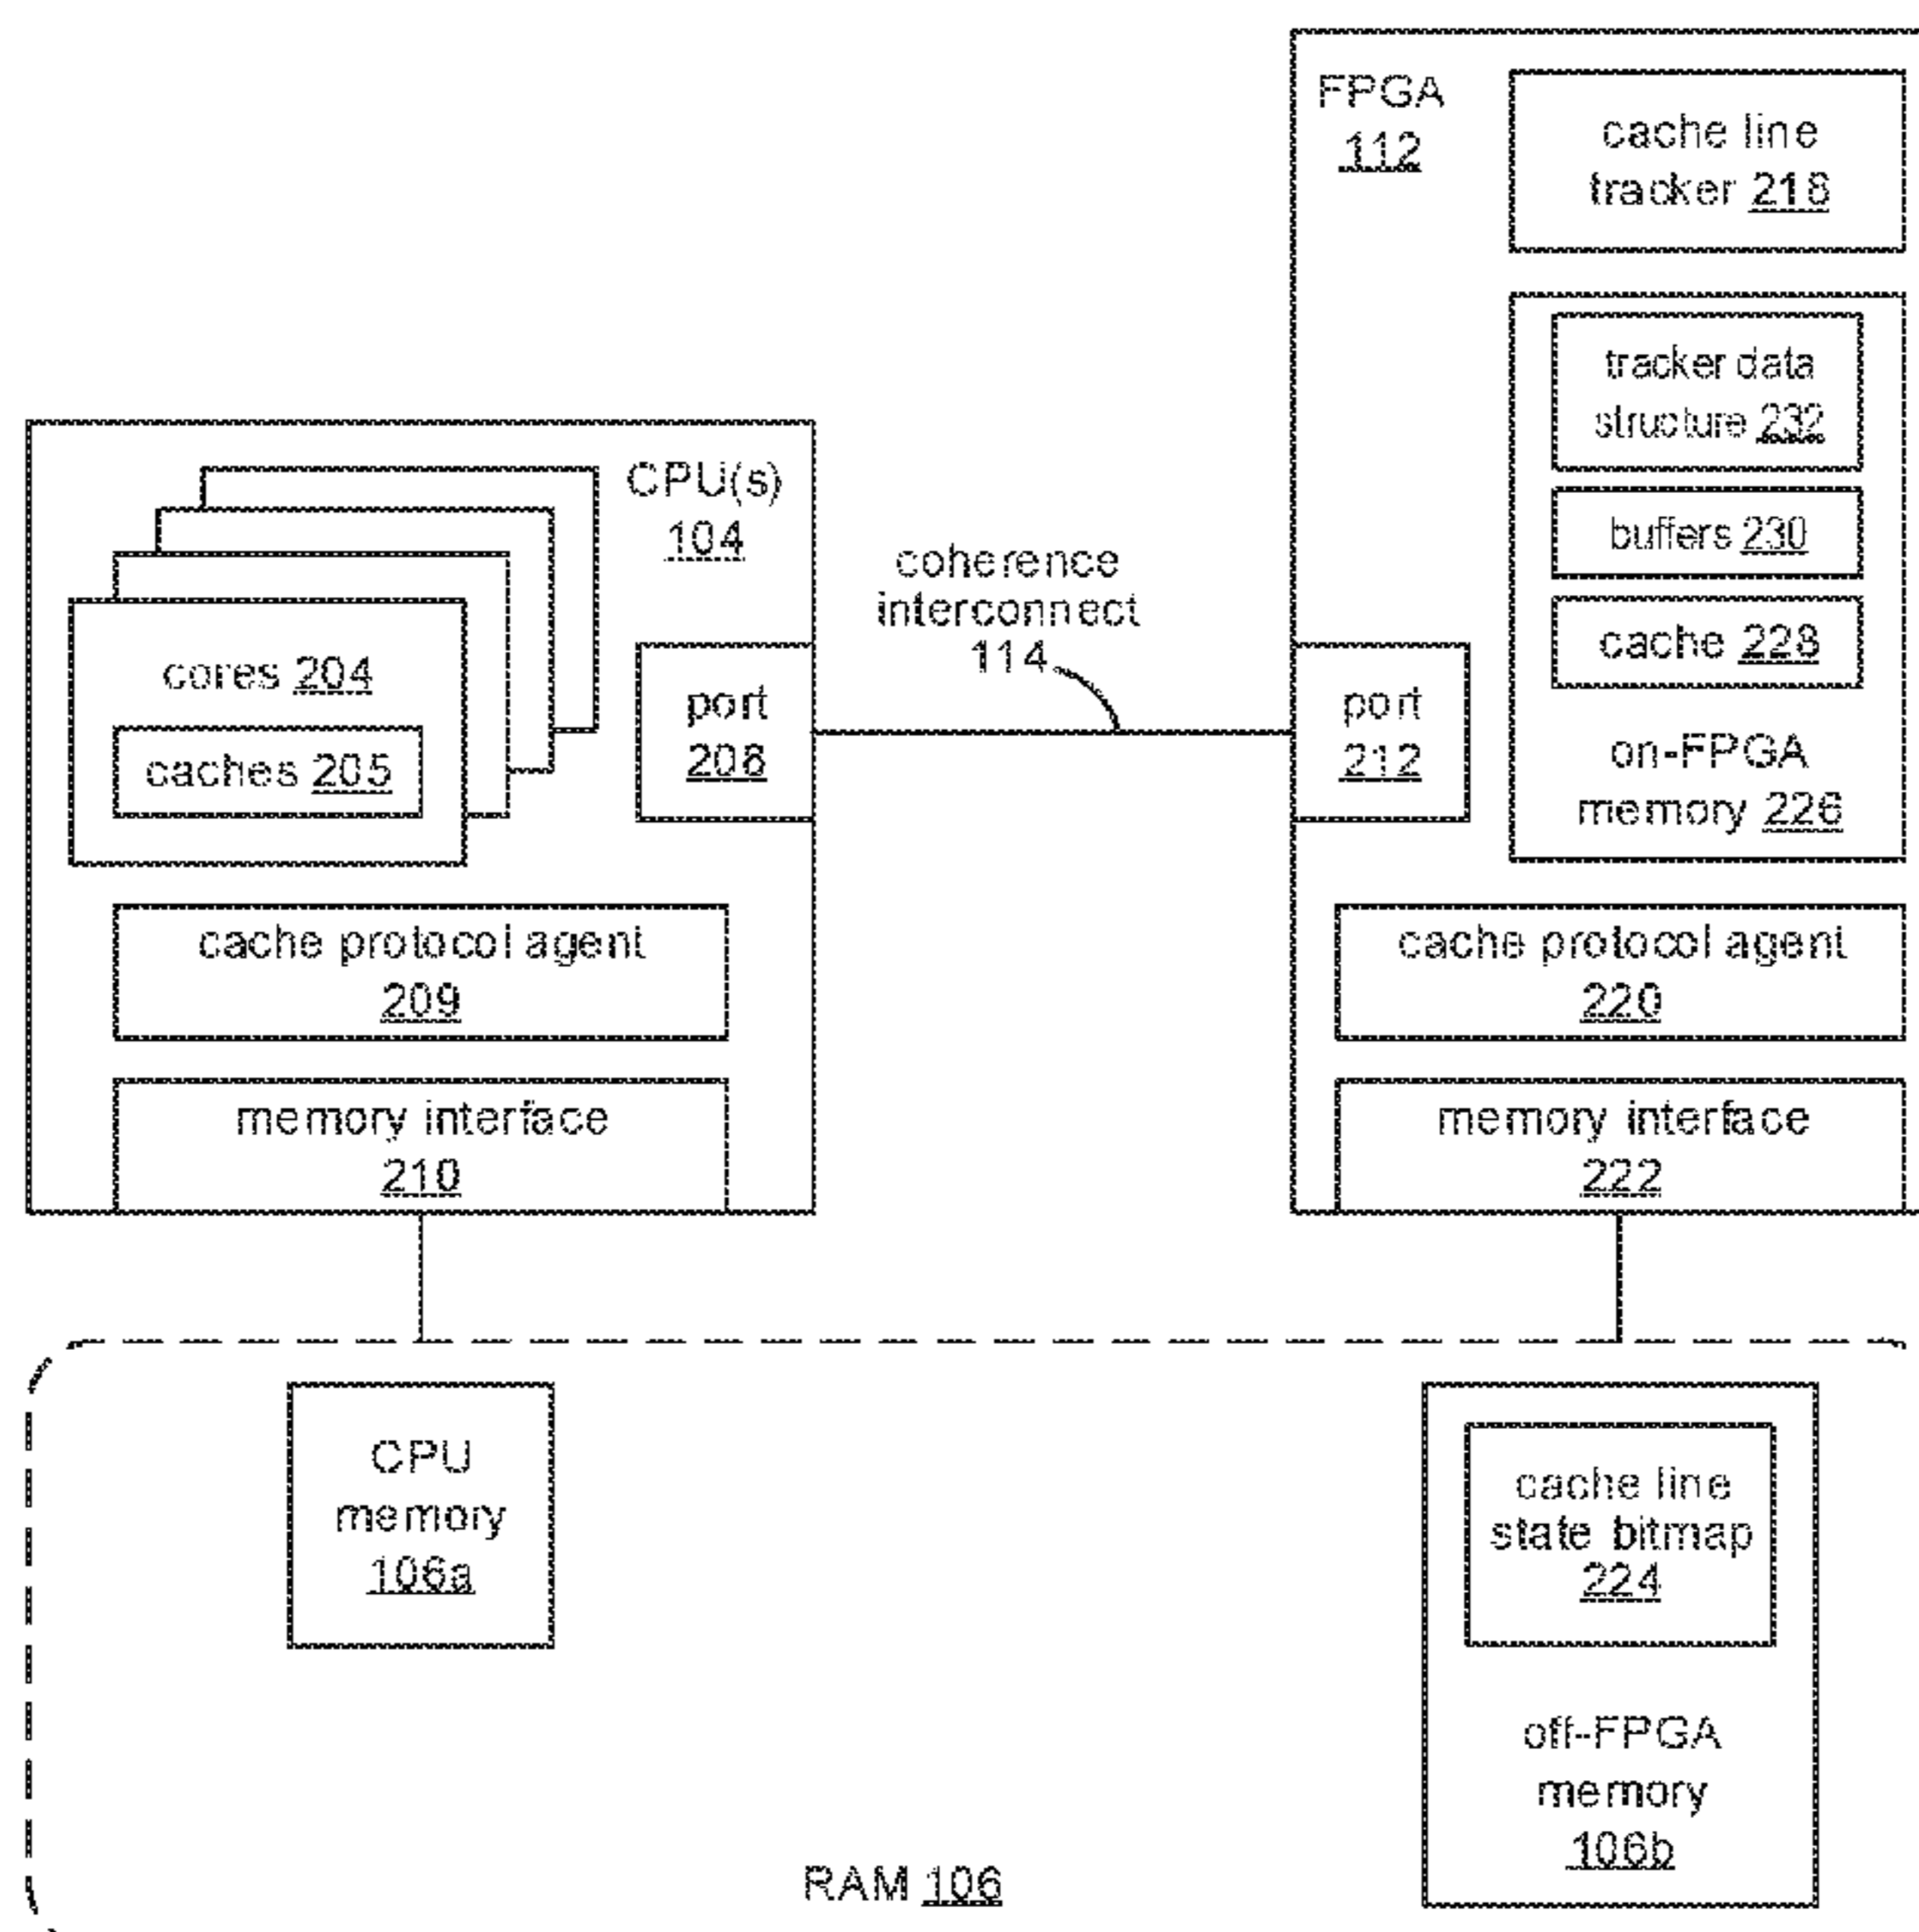 FPGA
112
cache line
tracker 218
tracker data
structure 232
buffers 230
cache 228
on-FPGA
memory 226
port
212
cache protocol agent
220
memory interface
222
CPU(s)
104
cores 204
caches 205
port
208
cache protocol agent
209
memory interface
210
coherence
interconnect
114
CPU
memory
106a
cache line
state bitmap
224
off-FPGA
memory
106b
RAM 106